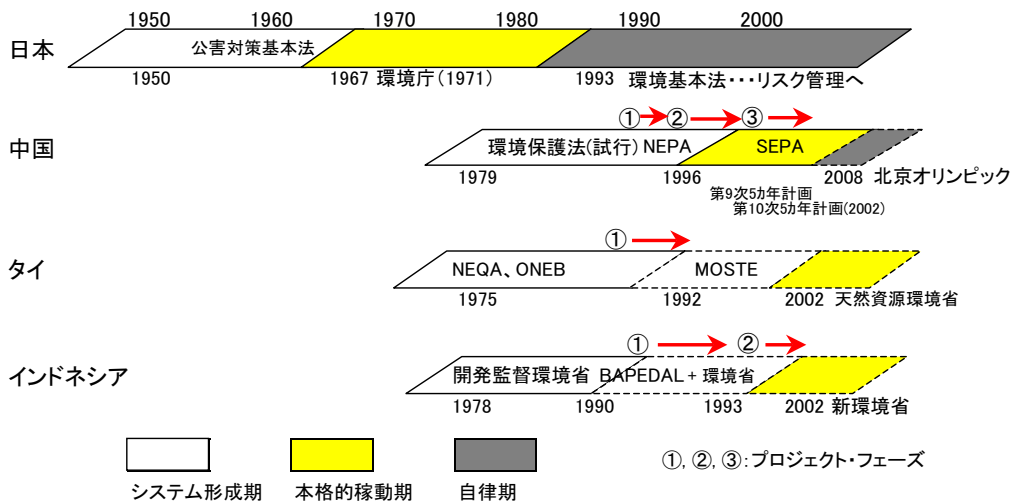 1950 1960 1970 1980 1990 2000
日本
公害対策基本法
1950 1967 環境庁(1971) 1993 環境基本法・・・リスク管理へ
① ② ③
中国
環境保護法(試行) NEPA SEPA
1979 1996 2008 北京オリンピック
第9次5カ年計画
第10次5カ年計画(2002)
①
タイ
NEQA、ONEB MOSTE
1975 1992 2002 天然資源環境省
① ②
インドネシア
開発監督環境省 BAPEDAL + 環境省
1978 1990 1993 2002 新環境省
①, ②, ③: プロジェクト・フェーズ
システム形成期 本格的稼動期 自律期